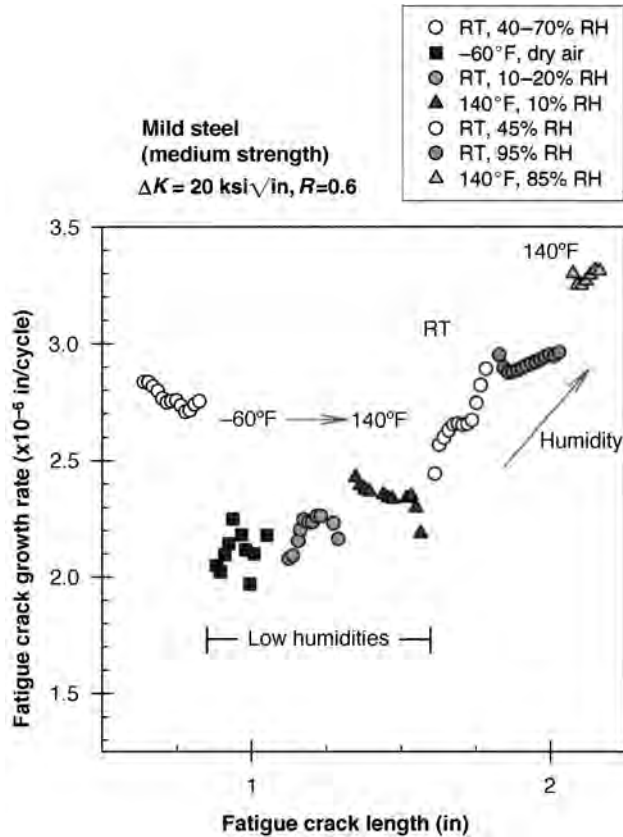 RT, 40–70% RH
–60°F, dry air
RT, 10–20% RH
140°F, 10% RH
RT, 45% RH
RT, 95% RH
140°F, 85% RH
Mild steel
(medium strength)
ΔK = 20 ksi√in, R=0.6
3.5
3.0
2.5
2.0
1.5
Fatigue crack growth rate (x10⁻⁶ in/cycle)
140°F
RT
–60°F
140°F
Humidity
Low humidities
1
2
Fatigue crack length (in)